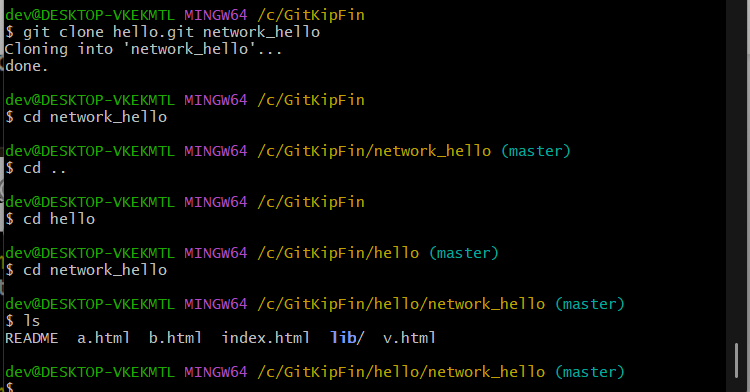 dev@DESKTOP-VKEKMTL MINGW64 /c/GitKipFin
$ git clone hello.git network_hello
Cloning into 'network_hello'...
done.
dev@DESKTOP-VKEKMTL MINGW64 /c/GitKipFin
$ cd network_hello
dev@DESKTOP-VKEKMTL MINGW64 /c/GitKipFin/network_hello (master)
$ cd ..
dev@DESKTOP-VKEKMTL MINGW64 /c/GitKipFin
$ cd hello
dev@DESKTOP-VKEKMTL MINGW64 /c/GitKipFin/hello (master)
$ cd network_hello
dev@DESKTOP-VKEKMTL MINGW64 /c/GitKipFin/hello/network_hello (master)
$ ls
README  a.html  b.html  index.html  lib/  v.html
dev@DESKTOP-VKEKMTL MINGW64 /c/GitKipFin/hello/network_hello (master)
$